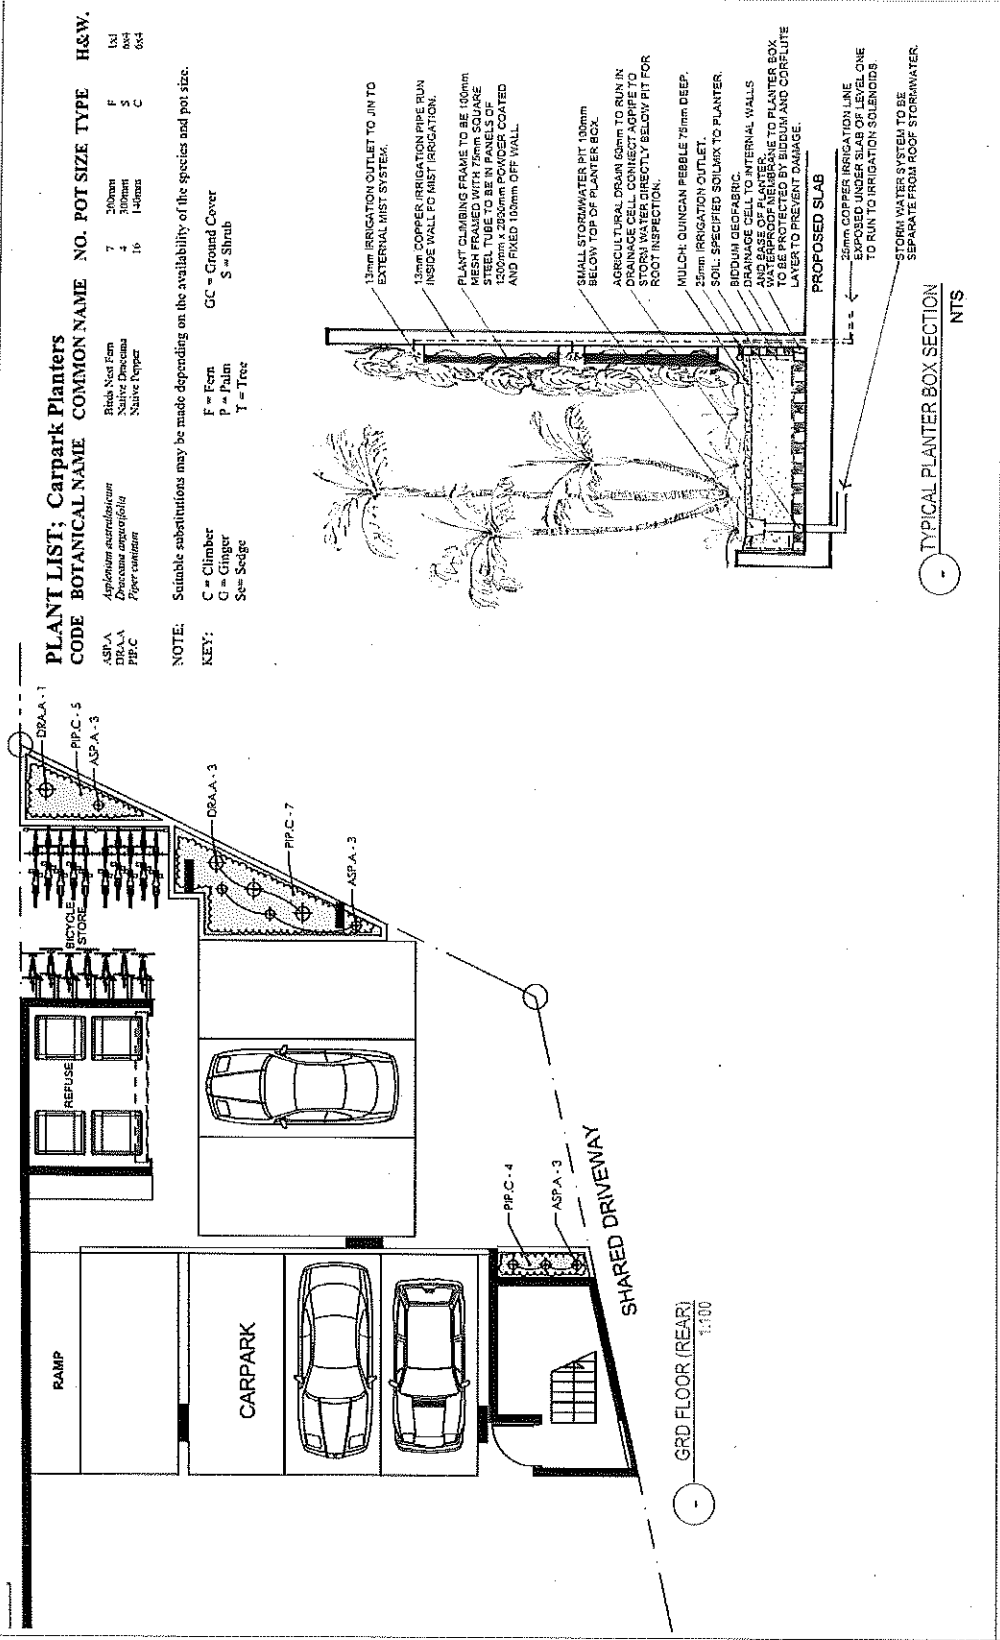 PLANT LIST; Carpark Planters
CODE BOTANICAL NAME COMMON NAME NO. POT SIZE TYPE H&W.
ASP.A Asplenium australasicum Birds Nest Fern 7 200mm F 1x1
DRA.A Dracaena angustifolia Native Dracaena 4 300mm S 6x4
PIP.C Piper caninum Native Pepper 16 140mm C 6x4
NOTE: Suitable substitutions may be made depending on the availability of the species and pot size.
KEY: C = Climber F = Fern GC = Ground Cover
G = Ginger P = Palm S = Shrub
Se= Sedge T = Tree
13mm IRRIGATION OUTLET TO JIN TO
EXTERNAL MIST SYSTEM.
13mm COPPER IRRIGATION PIPE RUN
INSIDE WALL FO MIST IRRIGATION.
PLANT CLIMBING FRAME TO BE 100mm
MESH FRAMED WITH 75mm SQUARE
STEEL TUBE TO BE IN PANELS OF
1200mm x 2800mm POWDER COATED
AND FIXED 100mm OFF WALL.
SMALL STORMWATER PIT 100mm
BELOW TOP OF PLANTER BOX.
AGRICULTURAL DRAIN 60mm TO RUN IN
DRAINAGE CELL. CONNECT AGPIPE TO
STORM WATER DIRECTLY BELOW PIT FOR
ROOT INSPECTION.
MULCH: QUINCAN PEBBLE 75mm DEEP.
25mm IRRIGATION OUTLET.
SOIL: SPECIFIED SOILMIX TO PLANTER.
BIDDUM GEOFABRIC.
DRAINAGE CELL TO INTERNAL WALLS
AND BASE OF PLANTER.
WATERPROOF MEMBRANE TO PLANTER BOX
TO BE PROTECTED BY BIDDUM AND CORFLUTE
LAYER TO PREVENT DAMAGE.
PROPOSED SLAB
25mm COPPER IRRIGATION LINE
EXPOSED UNDER SLAB OF LEVEL ONE
TO RUN TO IRRIGATION SOLENOIDS.
STORM WATER SYSTEM TO BE
SEPARATE FROM ROOF STORMWATER.
- TYPICAL PLANTER BOX SECTION
NTS
DRA.A - 1
PIP.C - 5
ASP.A - 3
DRA.A - 3
PIP.C - 7
ASP.A - 3
BICYCLE
STORE
REFUSE
PIP.C - 4
ASP.A - 3
SHARED DRIVEWAY
RAMP
CARPARK
- GRD FLOOR (REAR)
1:100